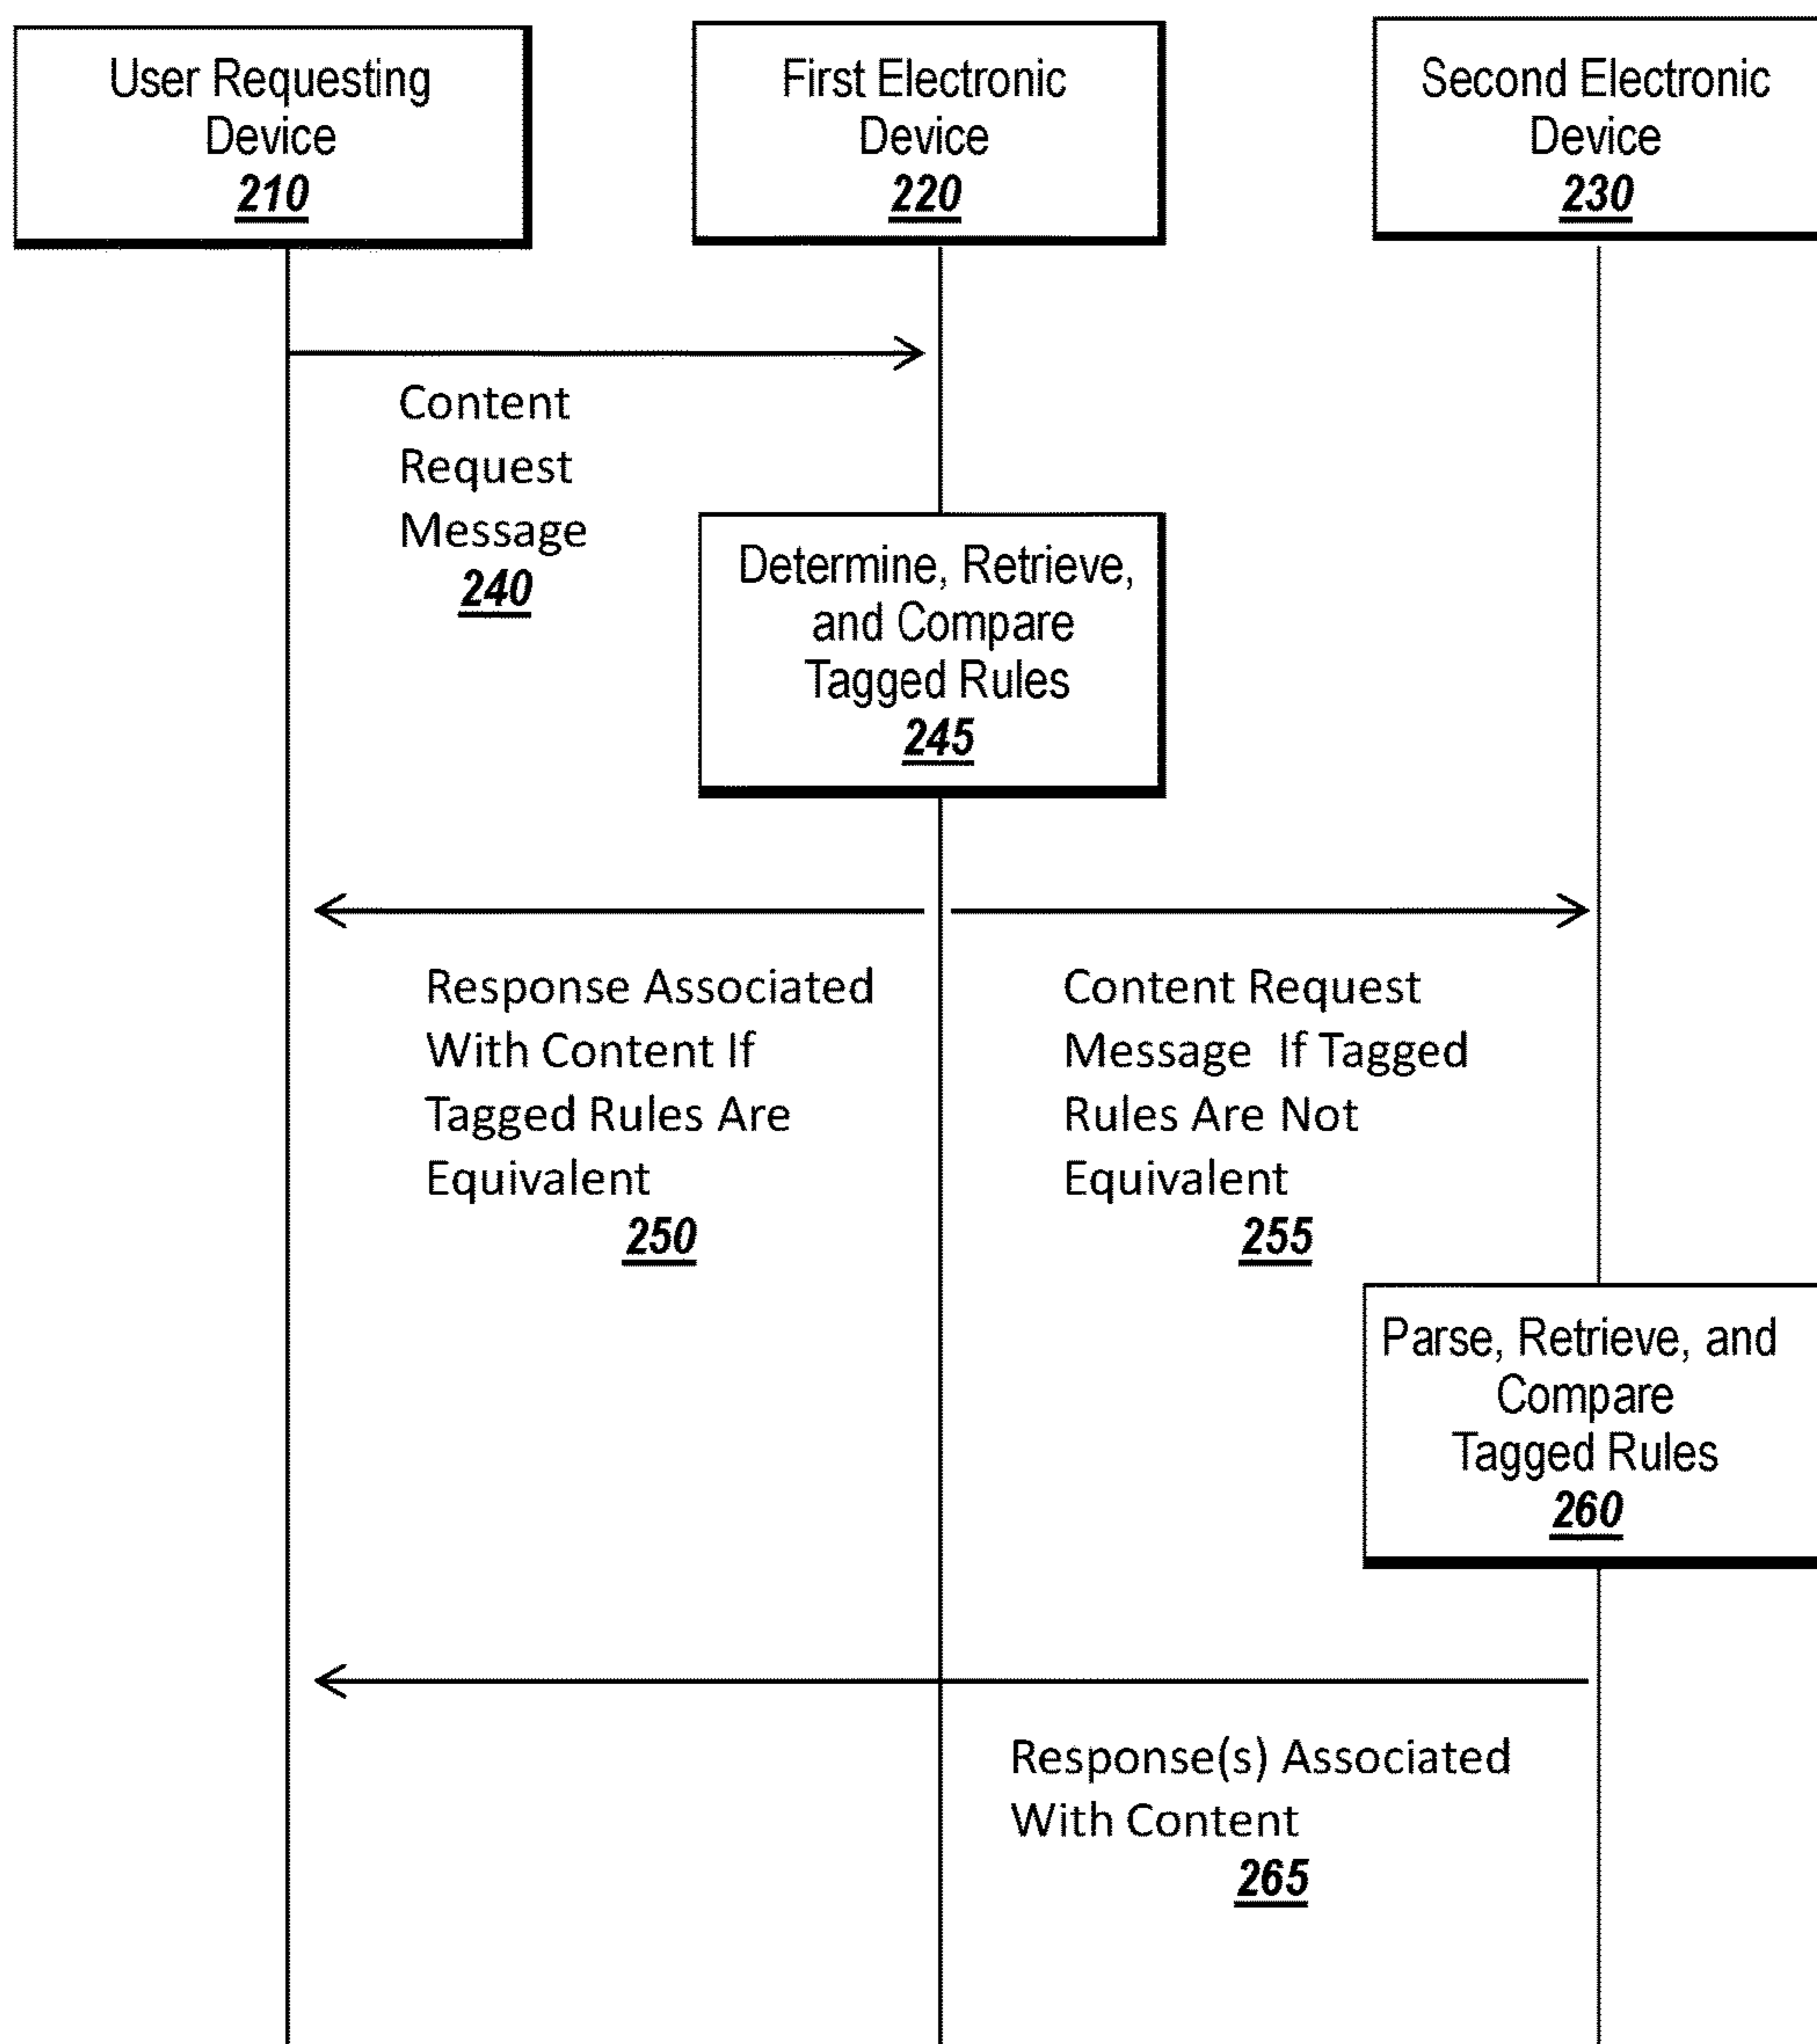 User Requesting
Device
210
First Electronic
Device
220
Second Electronic
Device
230
Content
Request
Message
240
Determine, Retrieve,
and Compare
Tagged Rules
245
Response Associated
With Content If
Tagged Rules Are
Equivalent
250
Content Request
Message If Tagged
Rules Are Not
Equivalent
255
Parse, Retrieve, and
Compare
Tagged Rules
260
Response(s) Associated
With Content
265